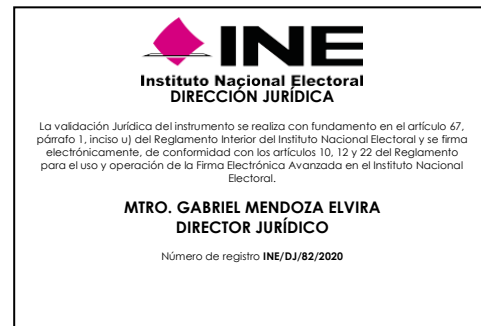 INE
Instituto Nacional Electoral
DIRECCIÓN JURÍDICA
La validación Jurídica del instrumento se realiza con fundamento en el artículo 67,
párrafo 1, inciso u) del Reglamento Interior del Instituto Nacional Electoral y se firma
electrónicamente, de conformidad con los artículos 10, 12 y 22 del Reglamento
para el uso y operación de la Firma Electrónica Avanzada en el Instituto Nacional
Electoral.
MTRO. GABRIEL MENDOZA ELVIRA
DIRECTOR JURÍDICO
Número de registro INE/DJ/82/2020